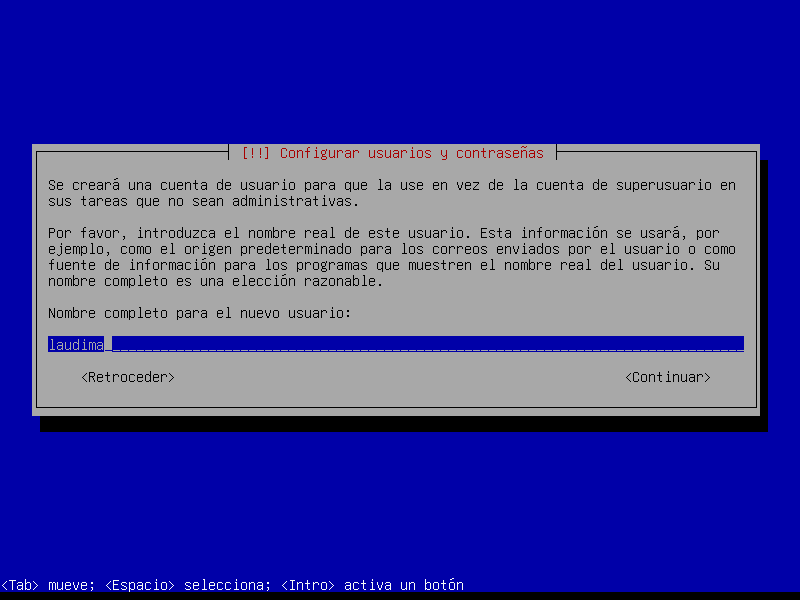 [!!] Configurar usuarios y contraseñas
Se creará una cuenta de usuario para que la use en vez de la cuenta de superusuario en
sus tareas que no sean administrativas.
Por favor, introduzca el nombre real de este usuario. Esta información se usará, por
ejemplo, como el origen predeterminado para los correos enviados por el usuario o como
fuente de información para los programas que muestren el nombre real del usuario. Su
nombre completo es una elección razonable.
Nombre completo para el nuevo usuario:
laudima
<Retroceder> <Continuar>
<Tab> mueve; <Espacio> selecciona; <Intro> activa un botón